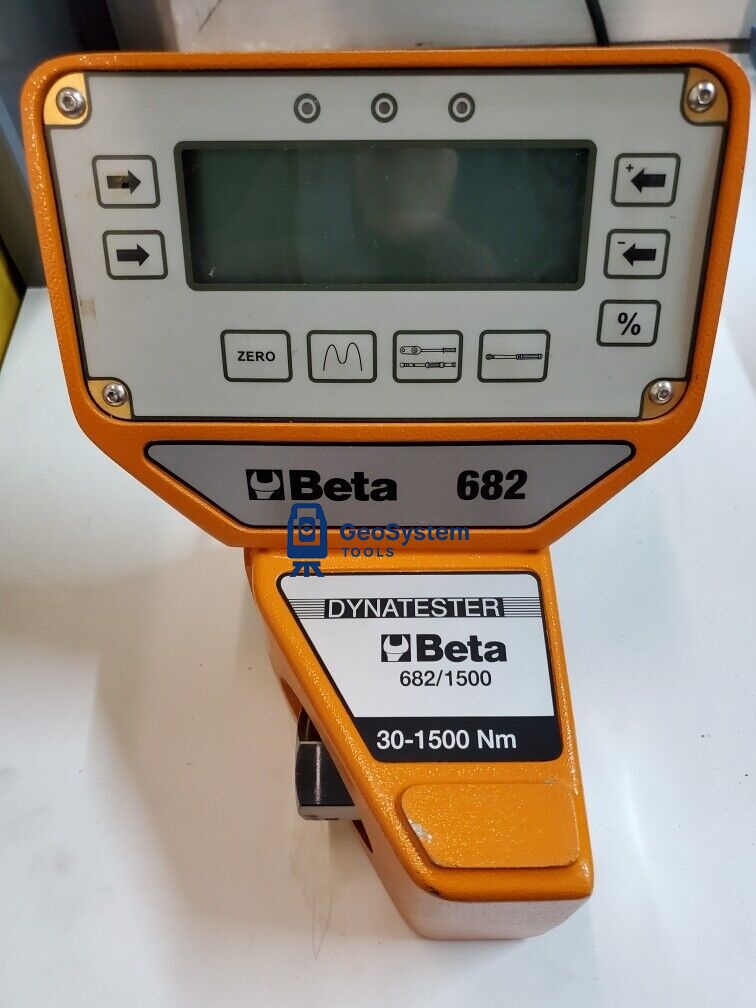 +
-
%
ZERO
Beta 682
GeoSystem
TOOLS
DYNATESTER
Beta
682/1500
30-1500 Nm